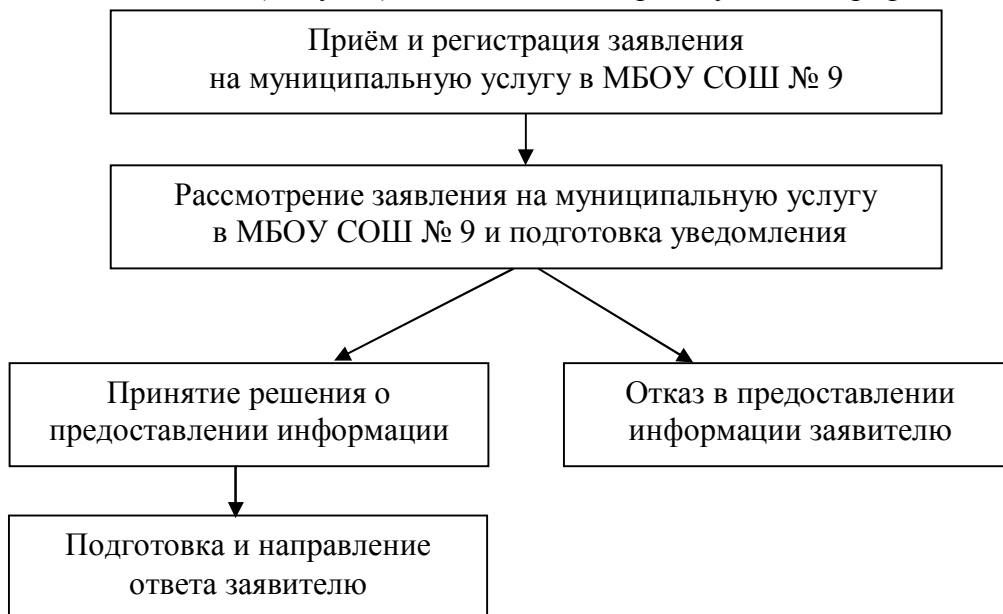 Приём и регистрация заявления
на муниципальную услугу в МБОУ СОШ № 9
Рассмотрение заявления на муниципальную услугу
в МБОУ СОШ № 9 и подготовка уведомления
Принятие решения о
предоставлении информации
Отказ в предоставлении
информации заявителю
Подготовка и направление
ответа заявителю